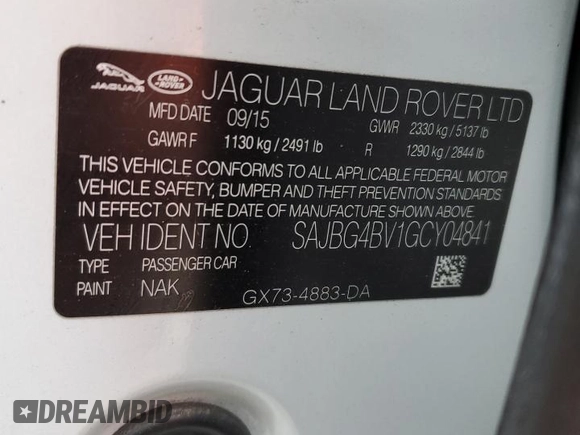 JAGUAR LAND-ROVER JAGUAR LAND ROVER LTD
MFD DATE 09/15 GVWR 2330 kg / 5137 lb
GAWR F 1130 kg / 2491 lb R 1290 kg / 2844 lb
THIS VEHICLE CONFORMS TO ALL APPLICABLE FEDERAL MOTOR
VEHICLE SAFETY, BUMPER AND THEFT PREVENTION STANDARDS
IN EFFECT ON THE DATE OF MANUFACTURE SHOWN ABOVE.
VEH IDENT NO. SAJBG4BV1GCY04841
TYPE PASSENGER CAR
PAINT NAK GX73-4883-DA
DREAMBID